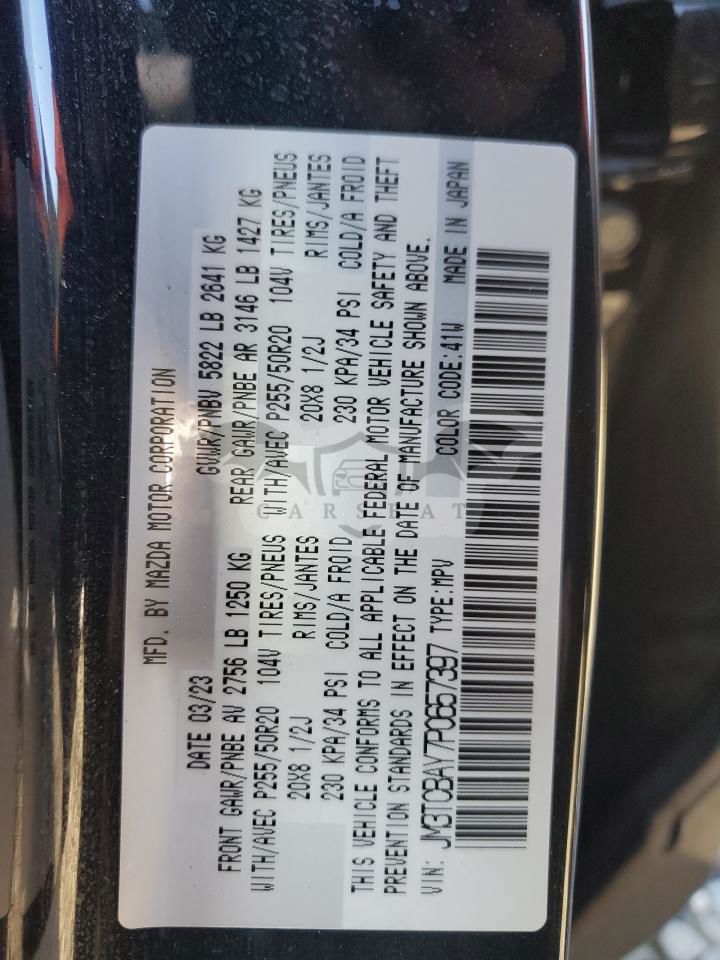 MFD. BY MAZDA MOTOR CORPORATION
DATE 03/23 GVWR/PNBV 5822 LB 2641 KG
FRONT GAWR/PNBE AV 2756 LB 1250 KG REAR GAWR/PNBE AR 3146 LB 1427 KG
WITH/AVEC P255/50R20 104V TIRES/PNEUS WITH/AVEC P255/50R20 104V TIRES/PNEUS
20X8 1/2J RIMS/JANTES 20X8 1/2J RIMS/JANTES
230 KPA/34 PSI COLD/A FROID 230 KPA/34 PSI COLD/A FROID
THIS VEHICLE CONFORMS TO ALL APPLICABLE FEDERAL MOTOR VEHICLE SAFETY AND THEFT
PREVENTION STANDARDS IN EFFECT ON THE DATE OF MANUFACTURE SHOWN ABOVE.
VIN: JM3TCBAY7P0657397 TYPE:MPV COLOR CODE:41W MADE IN JAPAN